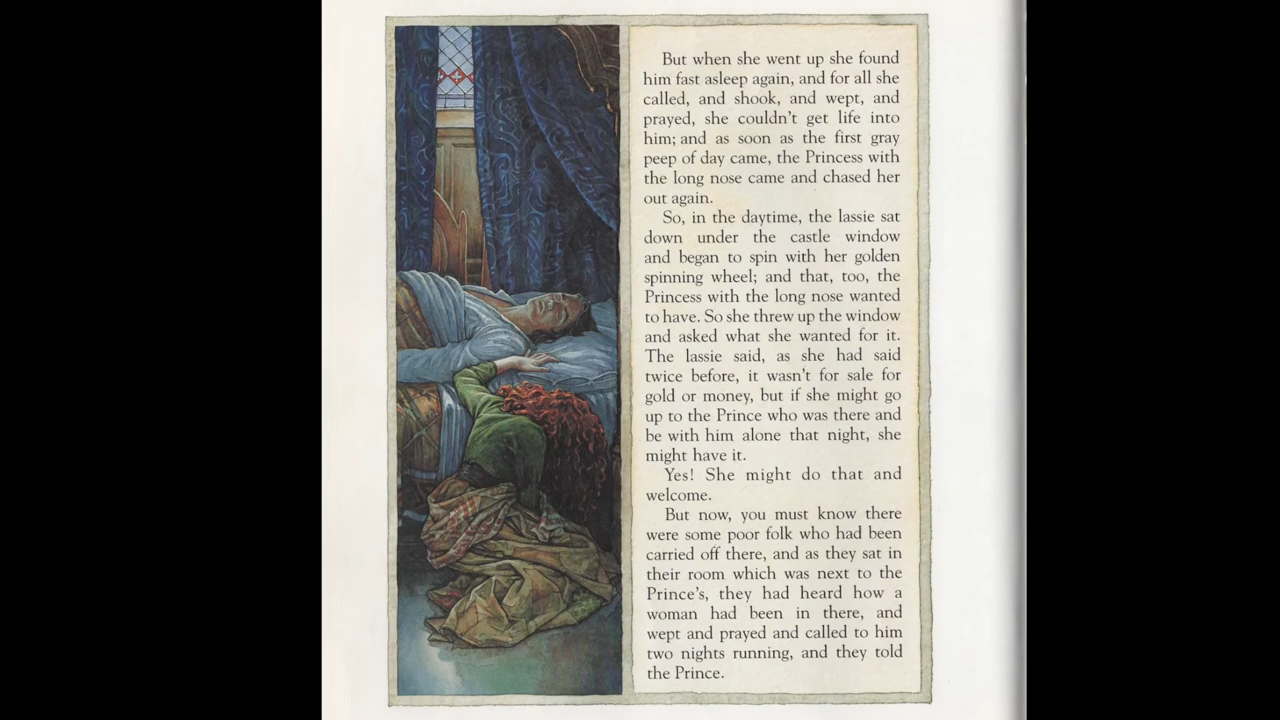 But when she went up she found
him fast asleep again, and for all she
called, and shook, and wept, and
prayed, she couldn't get life into
him; and as soon as the first gray
peep of day came, the Princess with
the long nose came and chased her
out again.
So, in the daytime, the lassie sat
down under the castle window
and began to spin with her golden
spinning wheel; and that, too, the
Princess with the long nose wanted
to have. So she threw up the window
and asked what she wanted for it.
The lassie said, as she had said
twice before, it wasn't for sale for
gold or money, but if she might go
up to the Prince who was there and
be with him alone that night, she
might have it.
Yes! She might do that and
welcome.
But now, you must know there
were some poor folk who had been
carried off there, and as they sat in
their room which was next to the
Prince's, they had heard how a
woman had been in there, and
wept and prayed and called to him
two nights running, and they told
the Prince.